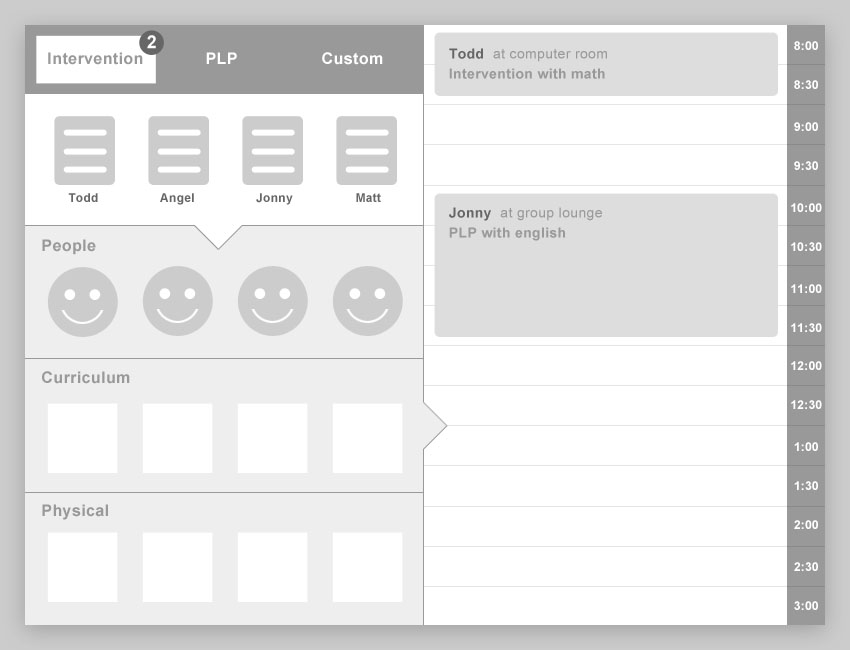 Intervention 2 PLP Custom
Todd Angel Jonny Matt
People
Curriculum
Physical
Todd at computer room
Intervention with math
Jonny at group lounge
PLP with english
8:00
8:30
9:00
9:30
10:00
10:30
11:00
11:30
12:00
12:30
1:00
1:30
2:00
2:30
3:00